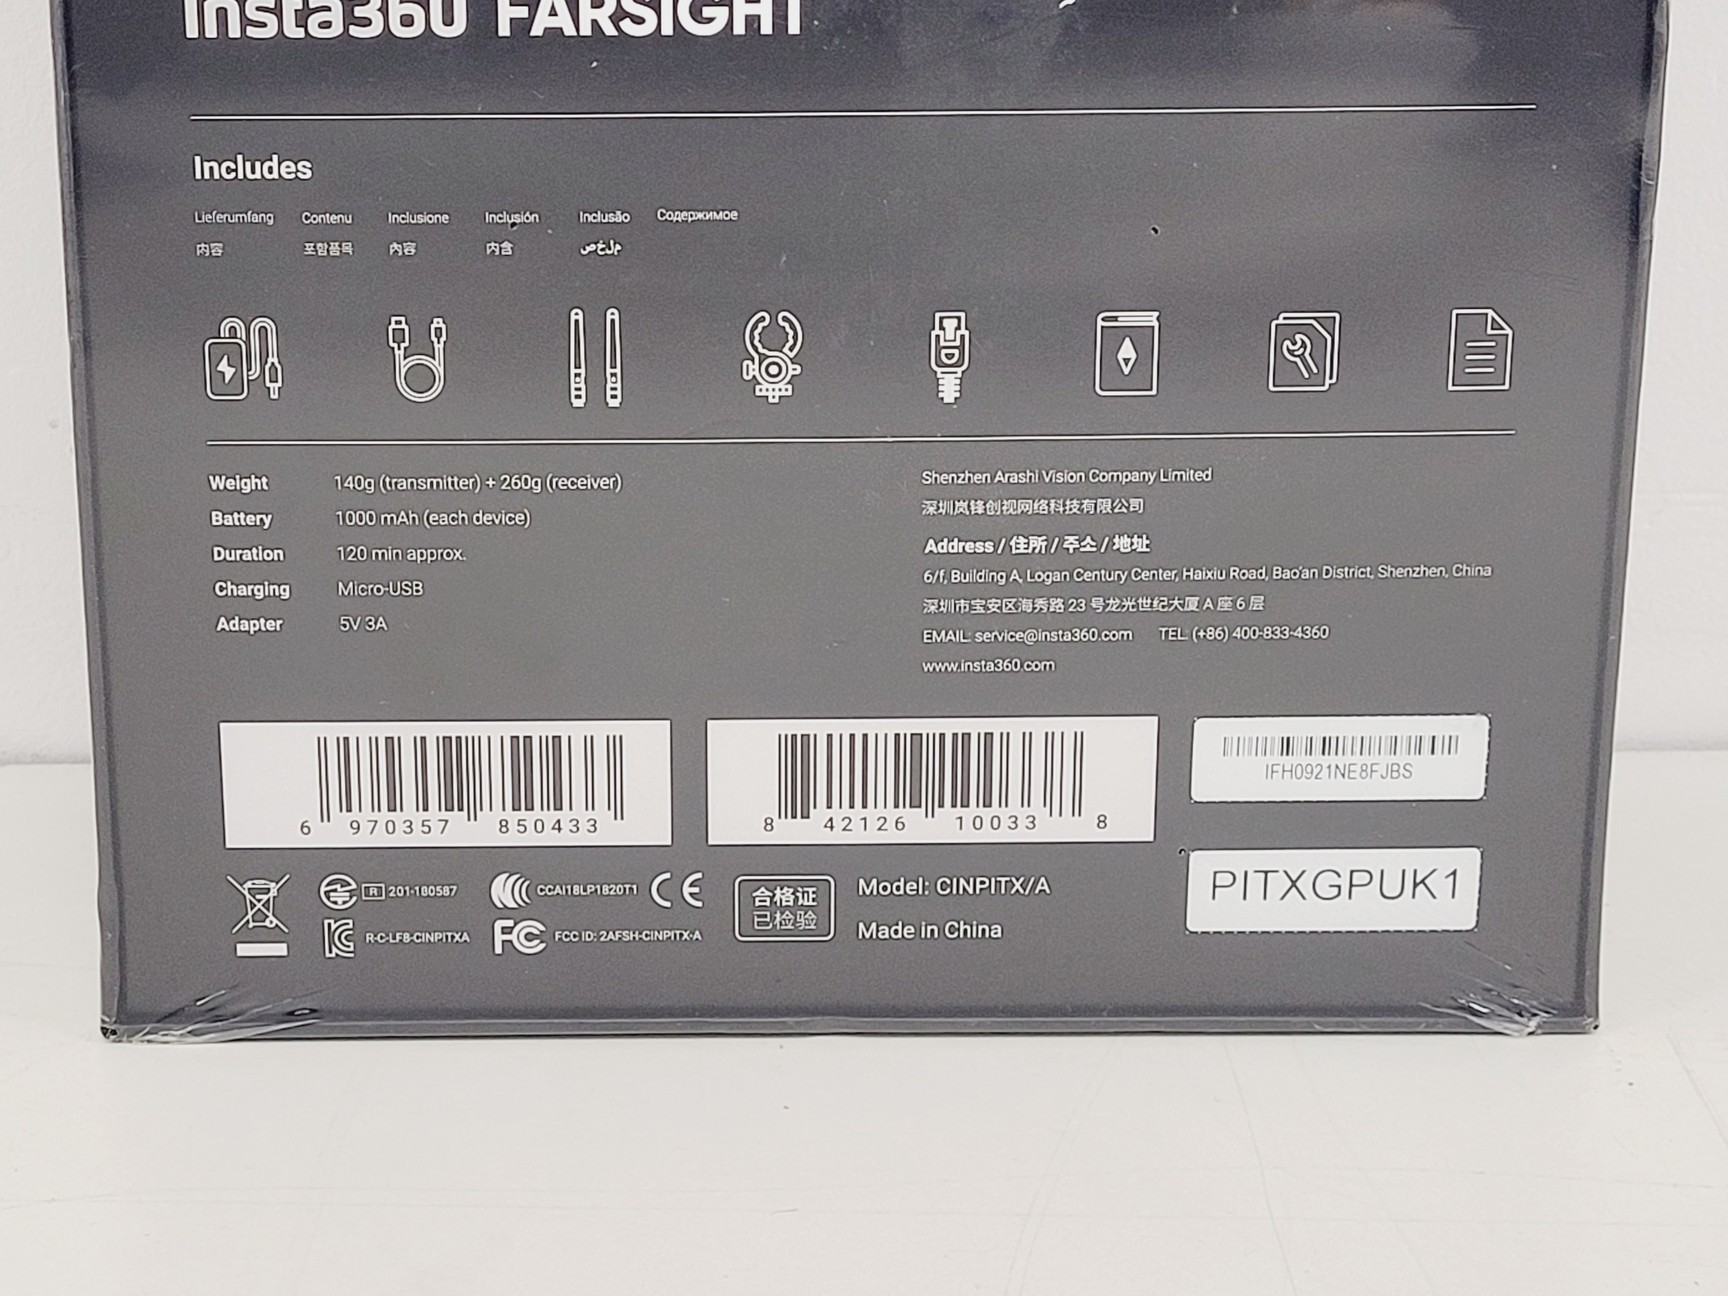 Insta360 FARSIGHT
Includes
Lieferumfang Contenu Inclusione Inclusión Inclusão Содержимое
内容 포함품목 內容 内含 ملخص
Weight 140g (transmitter) + 260g (receiver)
Battery 1000 mAh (each device)
Duration 120 min approx.
Charging Micro-USB
Adapter 5V 3A
Shenzhen Arashi Vision Company Limited
深圳岚锋创视网络科技有限公司
Address / 住所 / 주소 / 地址
6/f, Building A, Logan Century Center, Haixiu Road, Bao'an District, Shenzhen, China
深圳市宝安区海秀路 23 号龙光世纪大厦 A 座 6 层
EMAIL: service@insta360.com TEL: (+86) 400-833-4360
www.insta360.com
6 970357 850433
8 42126 10033 8
IFH0921NE8FJBS
R 201-180587
CCAI18LP1820T1 CE
R-C-LF8-CINPITXA
FC FCC ID: 2AFSH-CINPITX-A
合格证
已检验
Model: CINPITX/A
Made in China
PITXGPUK1